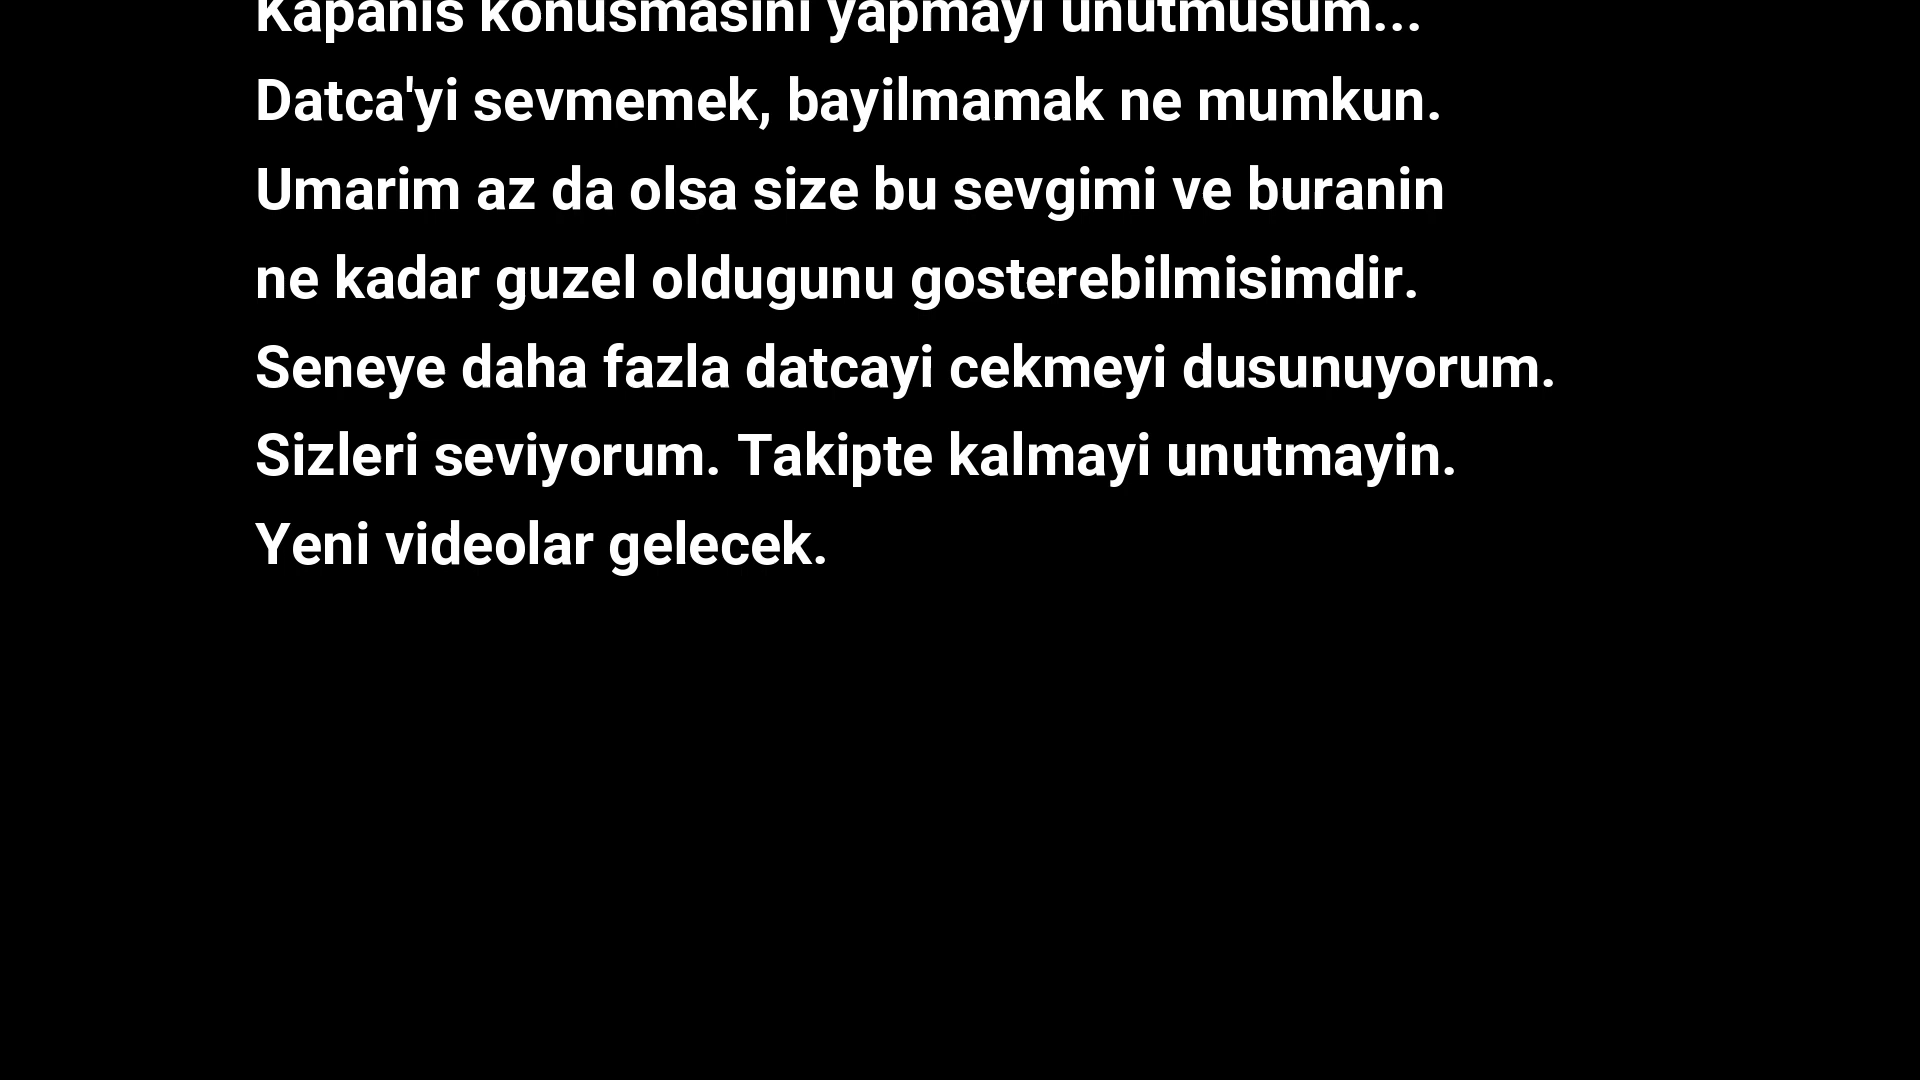 Kapanis konusmasini yapmayi unutmusum...
Datca'yi sevmemek, bayilmamak ne mumkun.
Umarim az da olsa size bu sevgimi ve buranin
ne kadar guzel oldugunu gosterebilmisimdir.
Seneye daha fazla datcayi cekmeyi dusunuyorum.
Sizleri seviyorum. Takipte kalmayi unutmayin.
Yeni videolar gelecek.